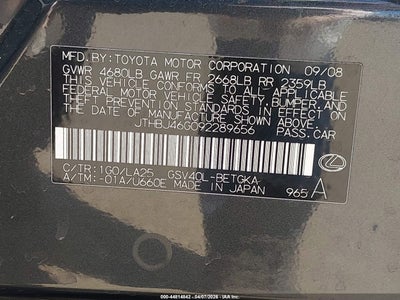 MFD.BY:TOYOTA MOTOR CORPORATION 09/08
GVWR 4680LB GAWR FR 2668LB RR 2359LB
THIS VEHICLE CONFORMS TO ALL APPLICABLE
FEDERAL MOTOR VEHICLE SAFETY, BUMPER, AND
THEFT PREVENTION STANDARDS IN EFFECT ON
THE DATE OF MANUFACTURE SHOWN ABOVE.
JTHBJ46G092289656 PASS.CAR
C/TR:1G0/LA25 GSV40L-BETGKA
A/TM:-01A/U660E MADE IN JAPAN 965 A
000-44814842 - 04/07/2026 - IAAI